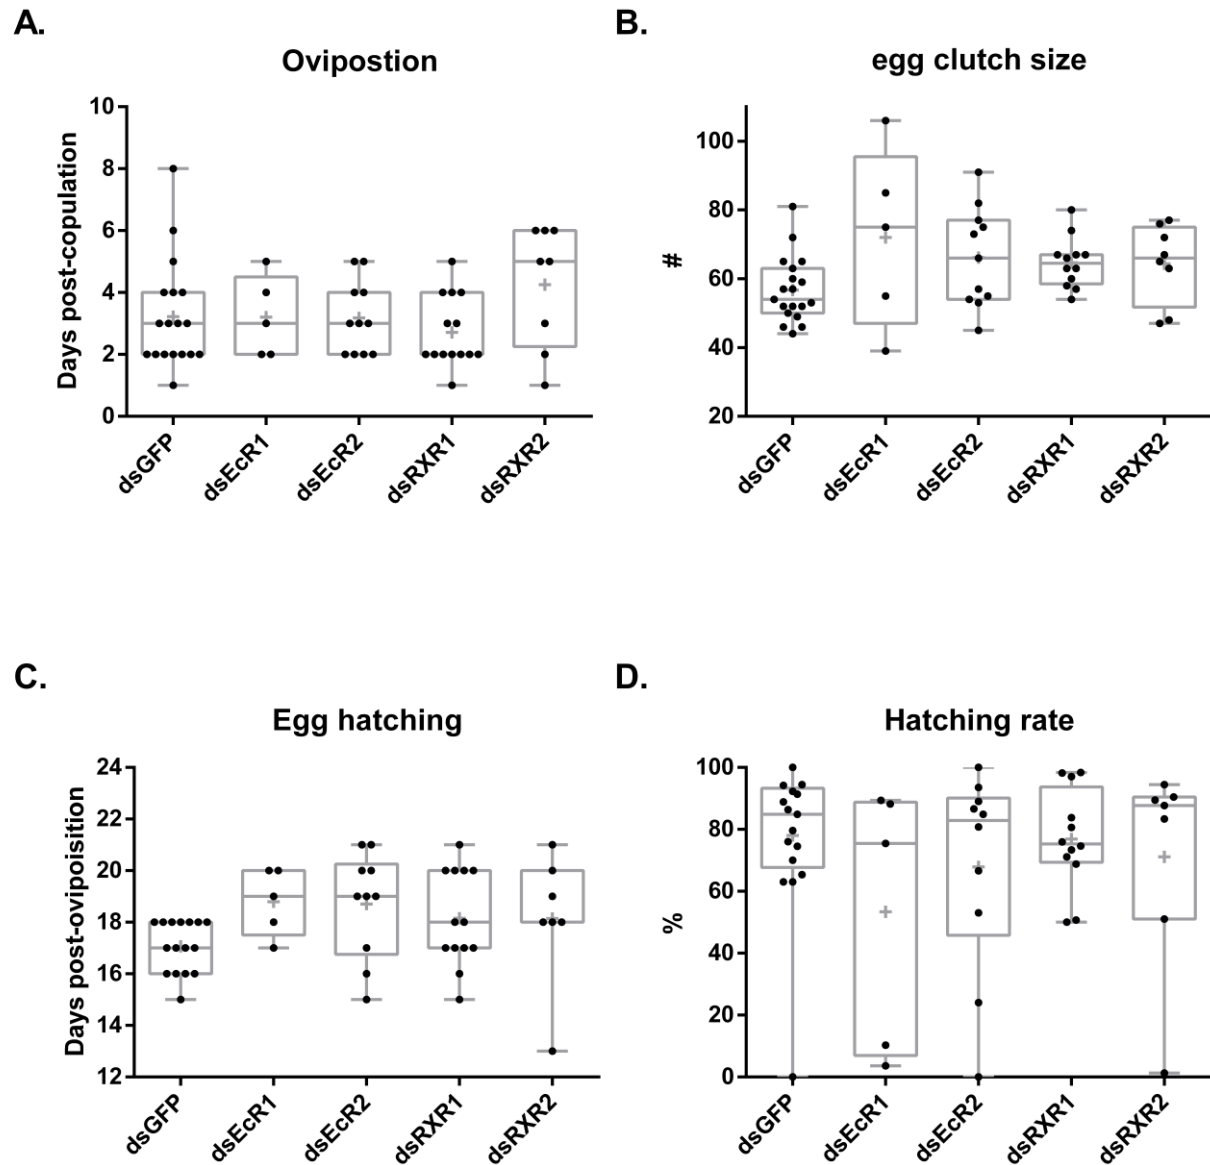 A.
Ovipostion
Days post-copulation
10
8
6
4
2
0
dsGFP
dsEcR1
dsEcR2
dsRXR1
dsRXR2
B.
egg clutch size
#
100
80
60
40
20
dsGFP
dsEcR1
dsEcR2
dsRXR1
dsRXR2
C.
Egg hatching
Days post-ovipoisition
24
22
20
18
16
14
12
dsGFP
dsEcR1
dsEcR2
dsRXR1
dsRXR2
D.
Hatching rate
%
100
80
60
40
20
0
dsGFP
dsEcR1
dsEcR2
dsRXR1
dsRXR2